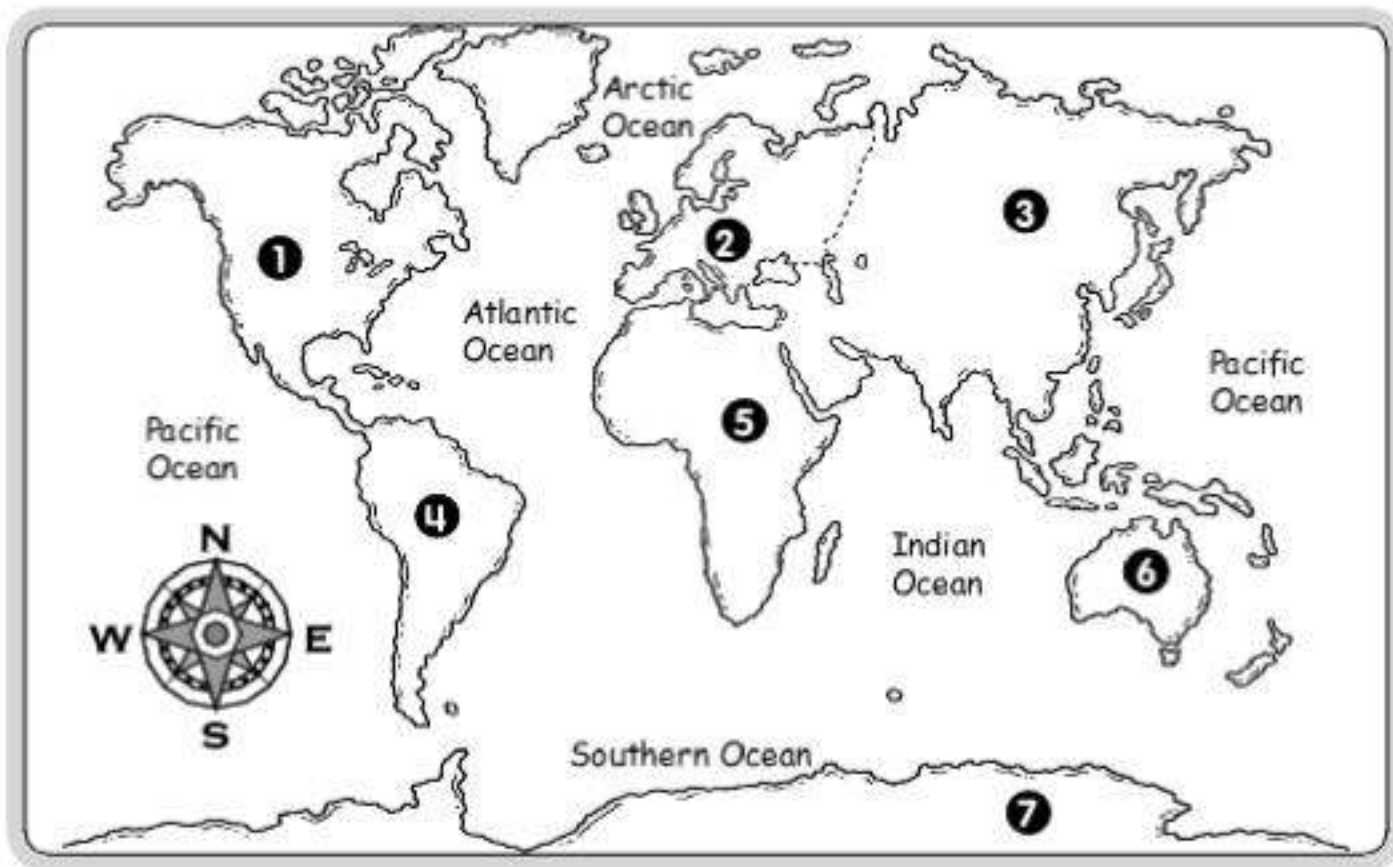 Arctic
Ocean
3
2
1
Atlantic
Ocean
Pacific
Ocean
5
Pacific
Ocean
4
N
Indian
Ocean
6
W
E
S
Southern Ocean
7